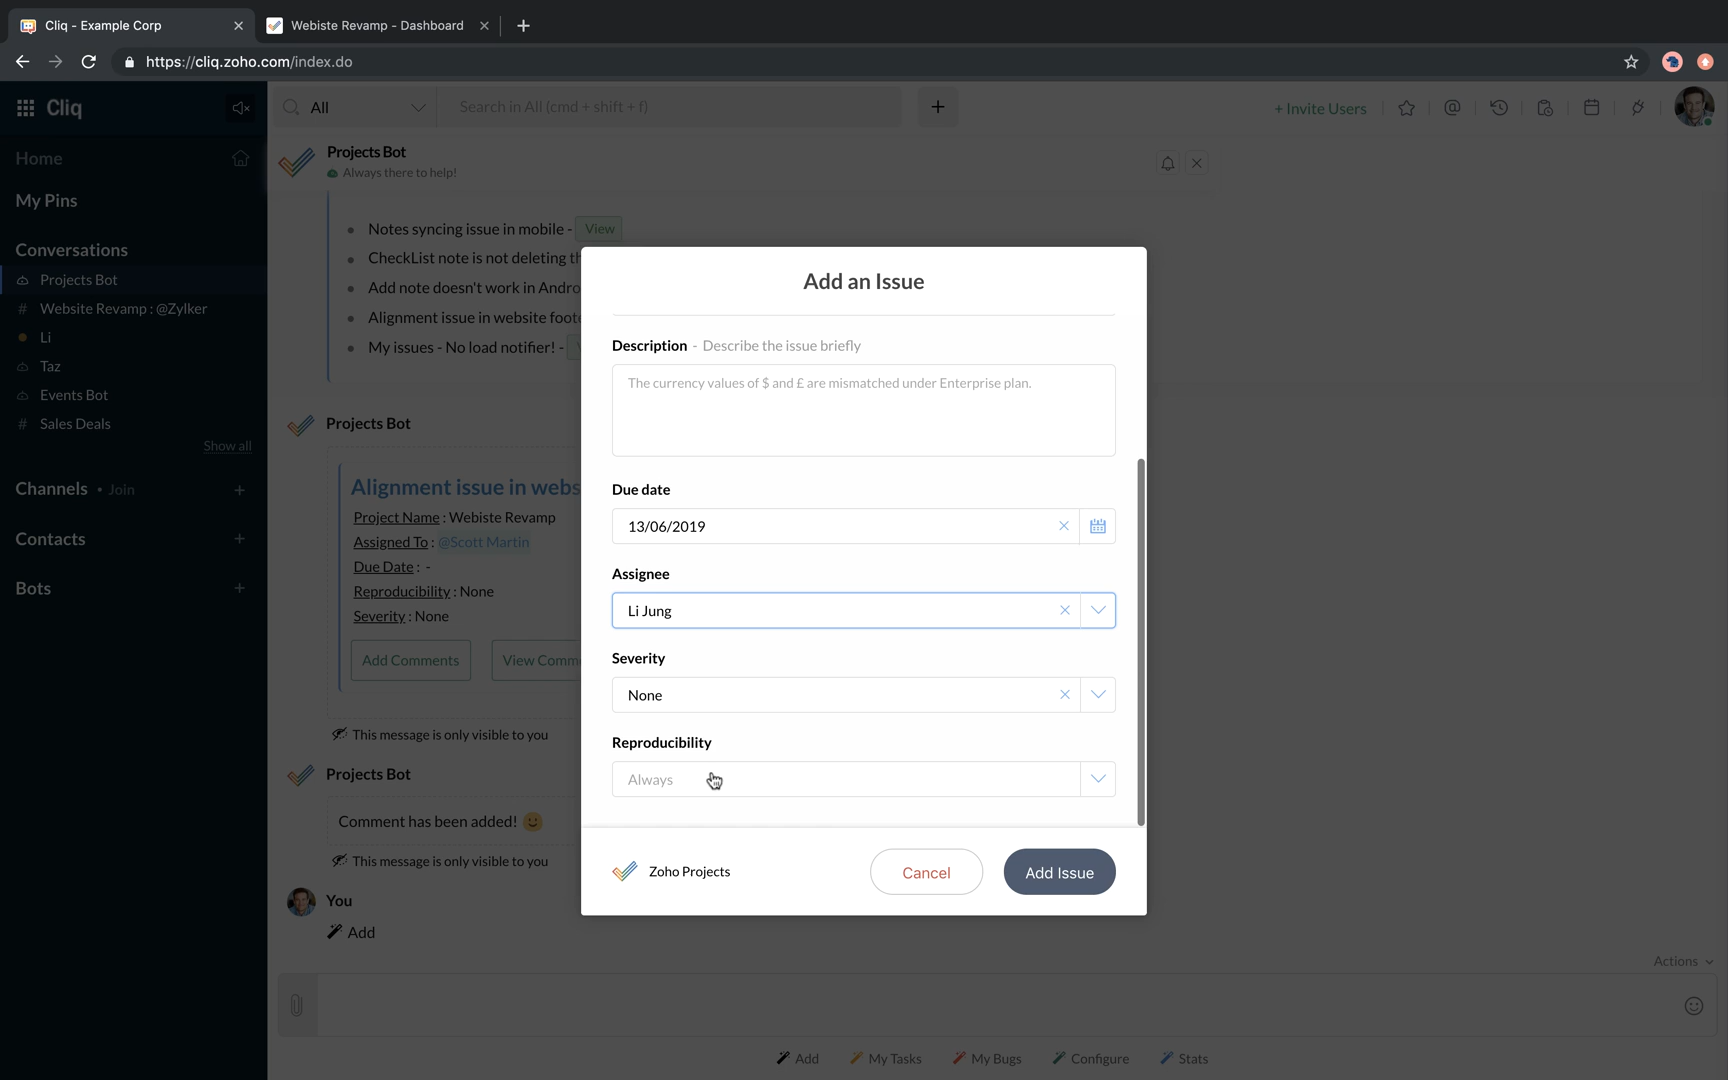 Cliq - Example Corp
Webiste Revamp - Dashboard
https://cliq.zoho.com/index.do
Cliq
All
Search in All (cmd + shift + f)
+ Invite Users
Home
My Pins
Conversations
Projects Bot
# Website Revamp : @Zylker
Li
Taz
Events Bot
# Sales Deals
Show all
Channels • Join
Contacts
Bots
Projects Bot
Always there to help!
Notes syncing issue in mobile - View
CheckList note is not deleting th
Add note doesn't work in Andro
Alignment issue in website foot
My issues - No load notifier! -
Projects Bot
Alignment issue in webs
Project Name : Webiste Revamp
Assigned To : @Scott Martin
Due Date : -
Reproducibility : None
Severity : None
Add Comments
View Comm
This message is only visible to you
Projects Bot
Comment has been added!
This message is only visible to you
You
Add
Add an Issue
Description - Describe the issue briefly
The currency values of $ and £ are mismatched under Enterprise plan.
Due date
13/06/2019
Assignee
Li Jung
Severity
None
Reproducibility
Always
Zoho Projects
Cancel
Add Issue
Actions
Add
My Tasks
My Bugs
Configure
Stats